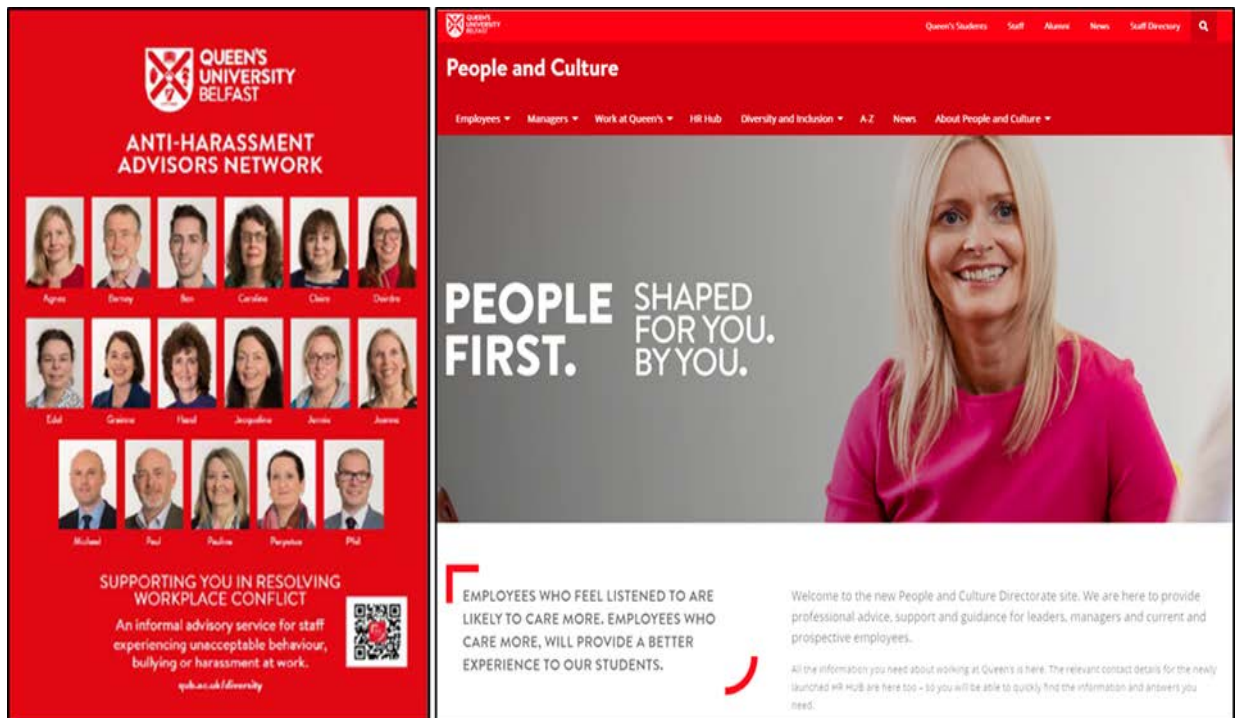 QUEEN'S
UNIVERSITY
BELFAST
ANTI-HARASSMENT
ADVISORS NETWORK
Agnes Barney Ben Caroline Claire Deirdre
Edel Grainne Hazel Jacqueline Jennie Joanna
Michael Paul Pauline Perpetua Phil
SUPPORTING YOU IN RESOLVING
WORKPLACE CONFLICT
An informal advisory service for staff
experiencing unacceptable behaviour,
bullying or harassment at work.
qub.ac.uk/diversity
QUEEN'S
UNIVERSITY
BELFAST
Queen's Students Staff Alumni News Staff Directory
People and Culture
Employees Managers Work at Queen's HR Hub Diversity and Inclusion A-Z News About People and Culture
PEOPLE
FIRST.
SHAPED
FOR YOU.
BY YOU.
EMPLOYEES WHO FEEL LISTENED TO ARE
LIKELY TO CARE MORE. EMPLOYEES WHO
CARE MORE, WILL PROVIDE A BETTER
EXPERIENCE TO OUR STUDENTS.
Welcome to the new People and Culture Directorate site. We are here to provide
professional advice, support and guidance for leaders, managers and current and
prospective employees.
All the information you need about working at Queen's is here. The relevant contact details for the newly
launched HR HUB are here too – so you will be able to quickly find the information and answers you
need.